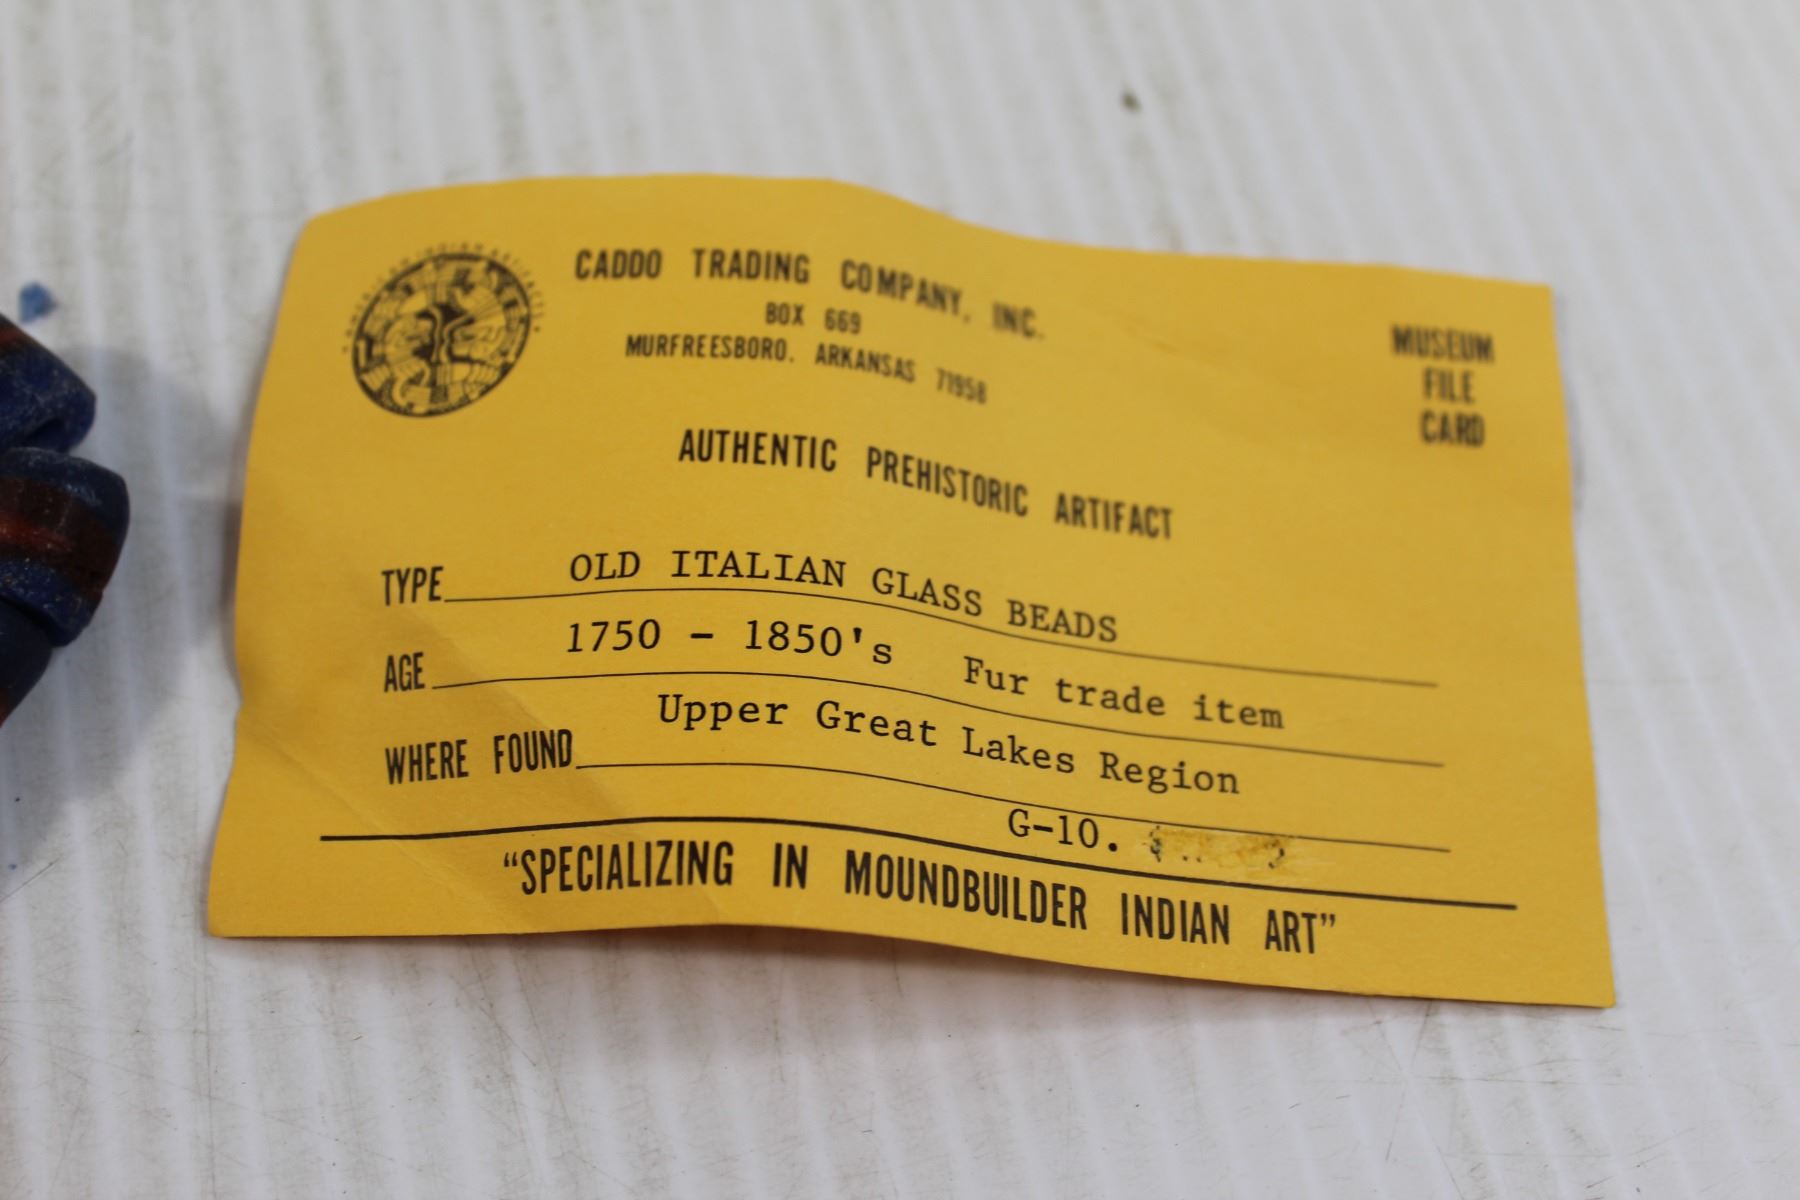 CADDO TRADING COMPANY, INC.
BOX 669
MURFREESBORO, ARKANSAS 71958
MUSEUM
FILE
CARD
AUTHENTIC PREHISTORIC ARTIFACT
TYPE OLD ITALIAN GLASS BEADS
AGE 1750 - 1850's Fur trade item
WHERE FOUND Upper Great Lakes Region
G-10.
"SPECIALIZING IN MOUNDBUILDER INDIAN ART"